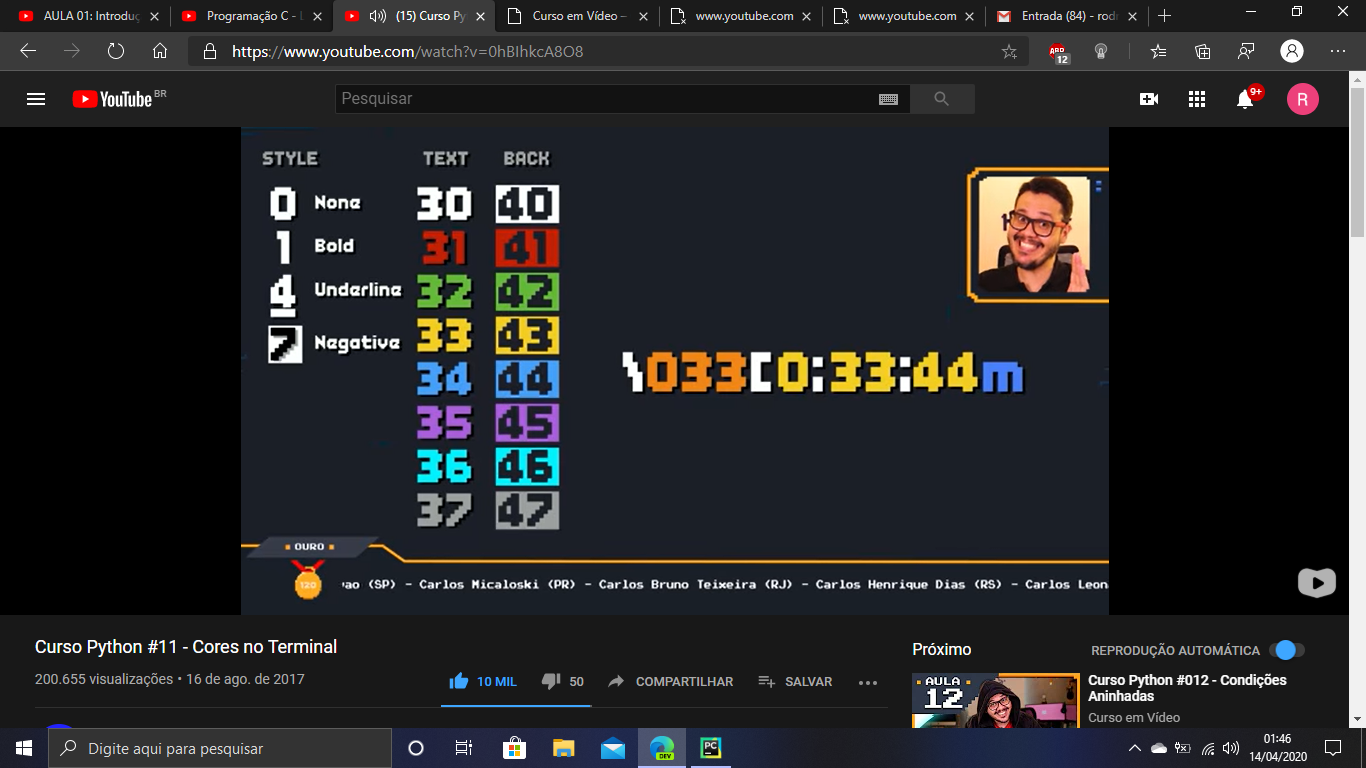 AULA 01: Introduç
Programação C - L
(15) Curso Py
Curso em Vídeo –
www.youtube.com
www.youtube.com
Entrada (84) - rodr
https://www.youtube.com/watch?v=0hBIhkcA8O8
ABP
12
YouTube BR
Pesquisar
9+
R
STYLE TEXT BACK
0 None 30 40
1 Bold 31 41
4 Underline 32 42
7 Negative 33 43
34 44
35 45
36 46
37 47
\033[0:33:44m
OURO
120
vao (SP) - Carlos Micaloski (PR) - Carlos Bruno Teixeira (RJ) - Carlos Henrique Dias (RS) - Carlos Leon
Curso Python #11 - Cores no Terminal
200.655 visualizações • 16 de ago. de 2017
10 MIL
50
COMPARTILHAR
SALVAR
Próximo
REPRODUÇÃO AUTOMÁTICA
AULA
12
Curso Python #012 - Condições
Aninhadas
Curso em Vídeo
Digite aqui para pesquisar
DEV
PC
01:46
14/04/2020